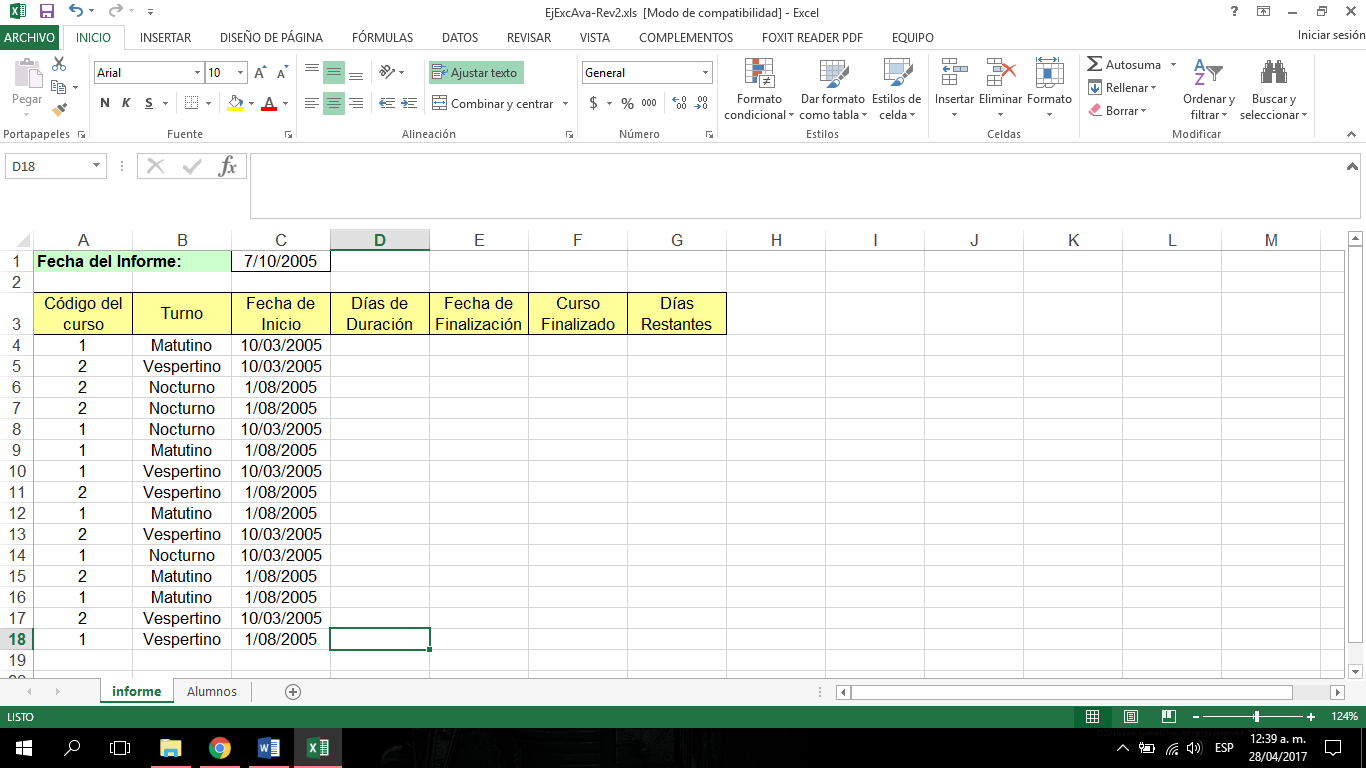 EjExcAva-Rev2.xls [Modo de compatibilidad] - Excel
ARCHIVO INICIO INSERTAR DISEÑO DE PÁGINA FÓRMULAS DATOS REVISAR VISTA COMPLEMENTOS FOXIT READER PDF EQUIPO Iniciar sesión
Pegar
Portapapeles
Arial 10
N K S
Fuente
Ajustar texto
Combinar y centrar
Alineación
General
$ % 000
Número
Formato condicional
Dar formato como tabla
Estilos de celda
Estilos
Insertar Eliminar Formato
Celdas
Autosuma
Rellenar
Borrar
Ordenar y filtrar
Buscar y seleccionar
Modificar
D18 fx
A B C D E F G H I J K L M
1 Fecha del Informe: 7/10/2005
2
3 Código del curso Turno Fecha de Inicio Días de Duración Fecha de Finalización Curso Finalizado Días Restantes
4 1 Matutino 10/03/2005
5 2 Vespertino 10/03/2005
6 2 Nocturno 1/08/2005
7 2 Nocturno 1/08/2005
8 1 Nocturno 10/03/2005
9 1 Matutino 1/08/2005
10 1 Vespertino 10/03/2005
11 2 Vespertino 1/08/2005
12 1 Matutino 1/08/2005
13 2 Vespertino 10/03/2005
14 1 Nocturno 10/03/2005
15 2 Matutino 1/08/2005
16 1 Matutino 1/08/2005
17 2 Vespertino 10/03/2005
18 1 Vespertino 1/08/2005
19
informe Alumnos
LISTO 124%
ESP
12:39 a. m.
28/04/2017